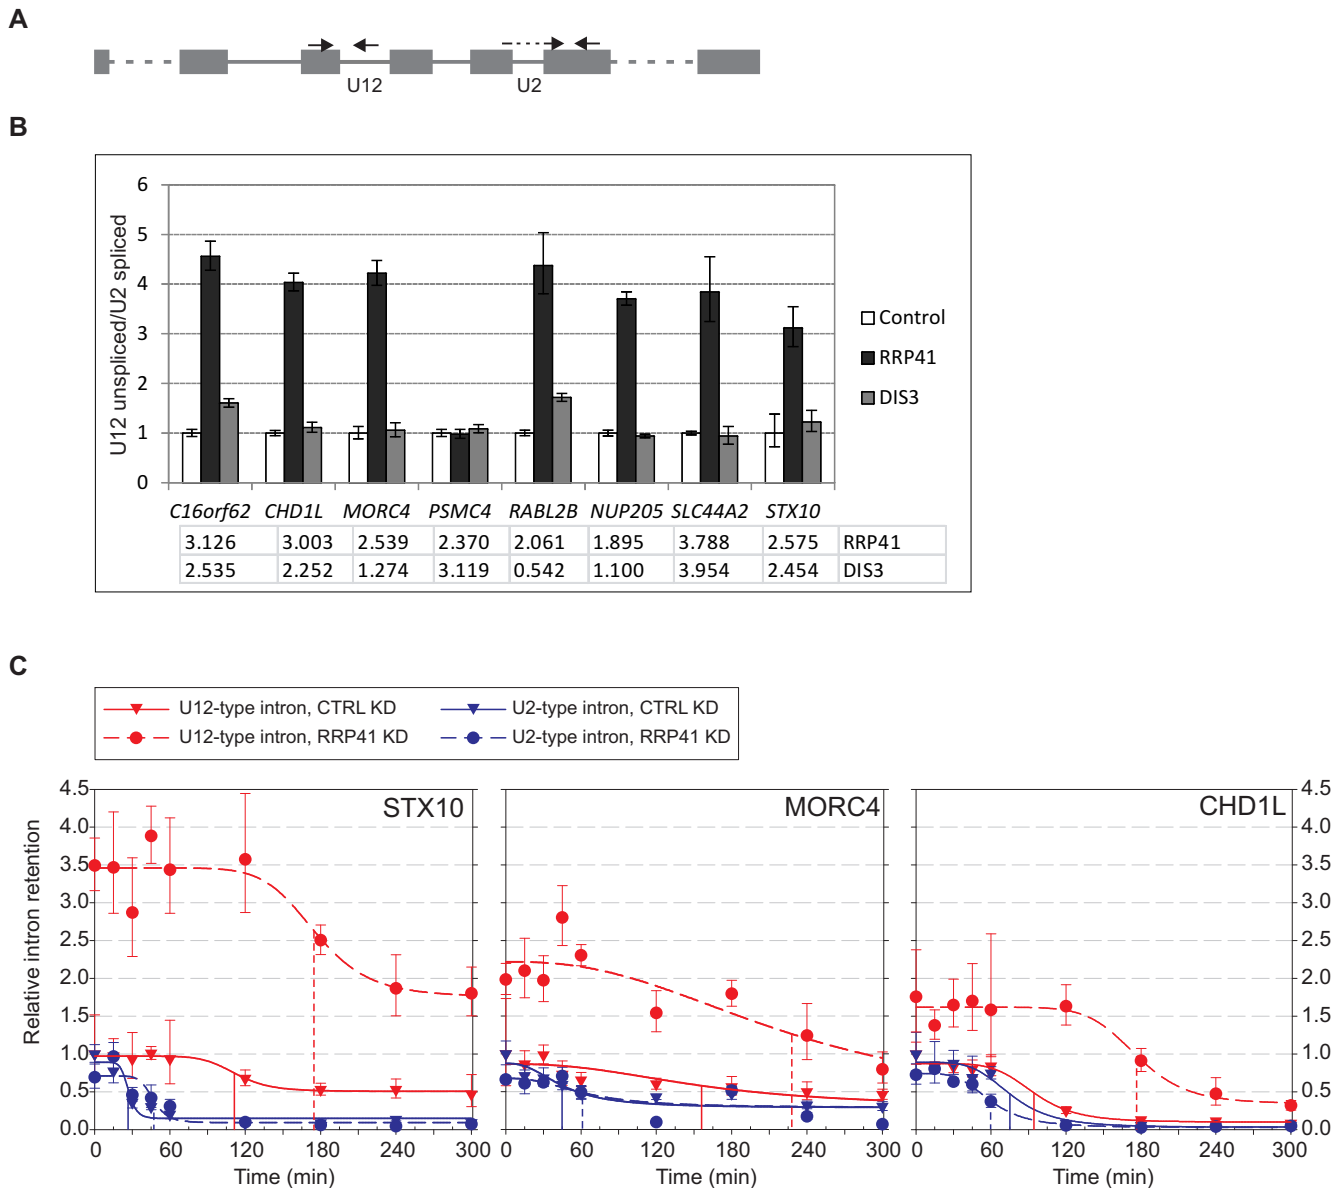 A
U12 U2
B
U12 unspliced/U2 spliced
6
5
4
3
2
1
0
Control
RRP41
DIS3
C16orf62 CHD1L MORC4 PSMC4 RABL2B NUP205 SLC44A2 STX10
3.126 3.003 2.539 2.370 2.061 1.895 3.788 2.575 RRP41
2.535 2.252 1.274 3.119 0.542 1.100 3.954 2.454 DIS3
C
U12-type intron, CTRL KD U2-type intron, CTRL KD
U12-type intron, RRP41 KD U2-type intron, RRP41 KD
Relative intron retention
STX10 MORC4 CHD1L
4.5 4.5
4.0 4.0
3.5 3.5
3.0 3.0
2.5 2.5
2.0 2.0
1.5 1.5
1.0 1.0
0.5 0.5
0.0 0.0
0 60 120 180 240 300 0 60 120 180 240 300 0 60 120 180 240 300
Time (min) Time (min) Time (min)